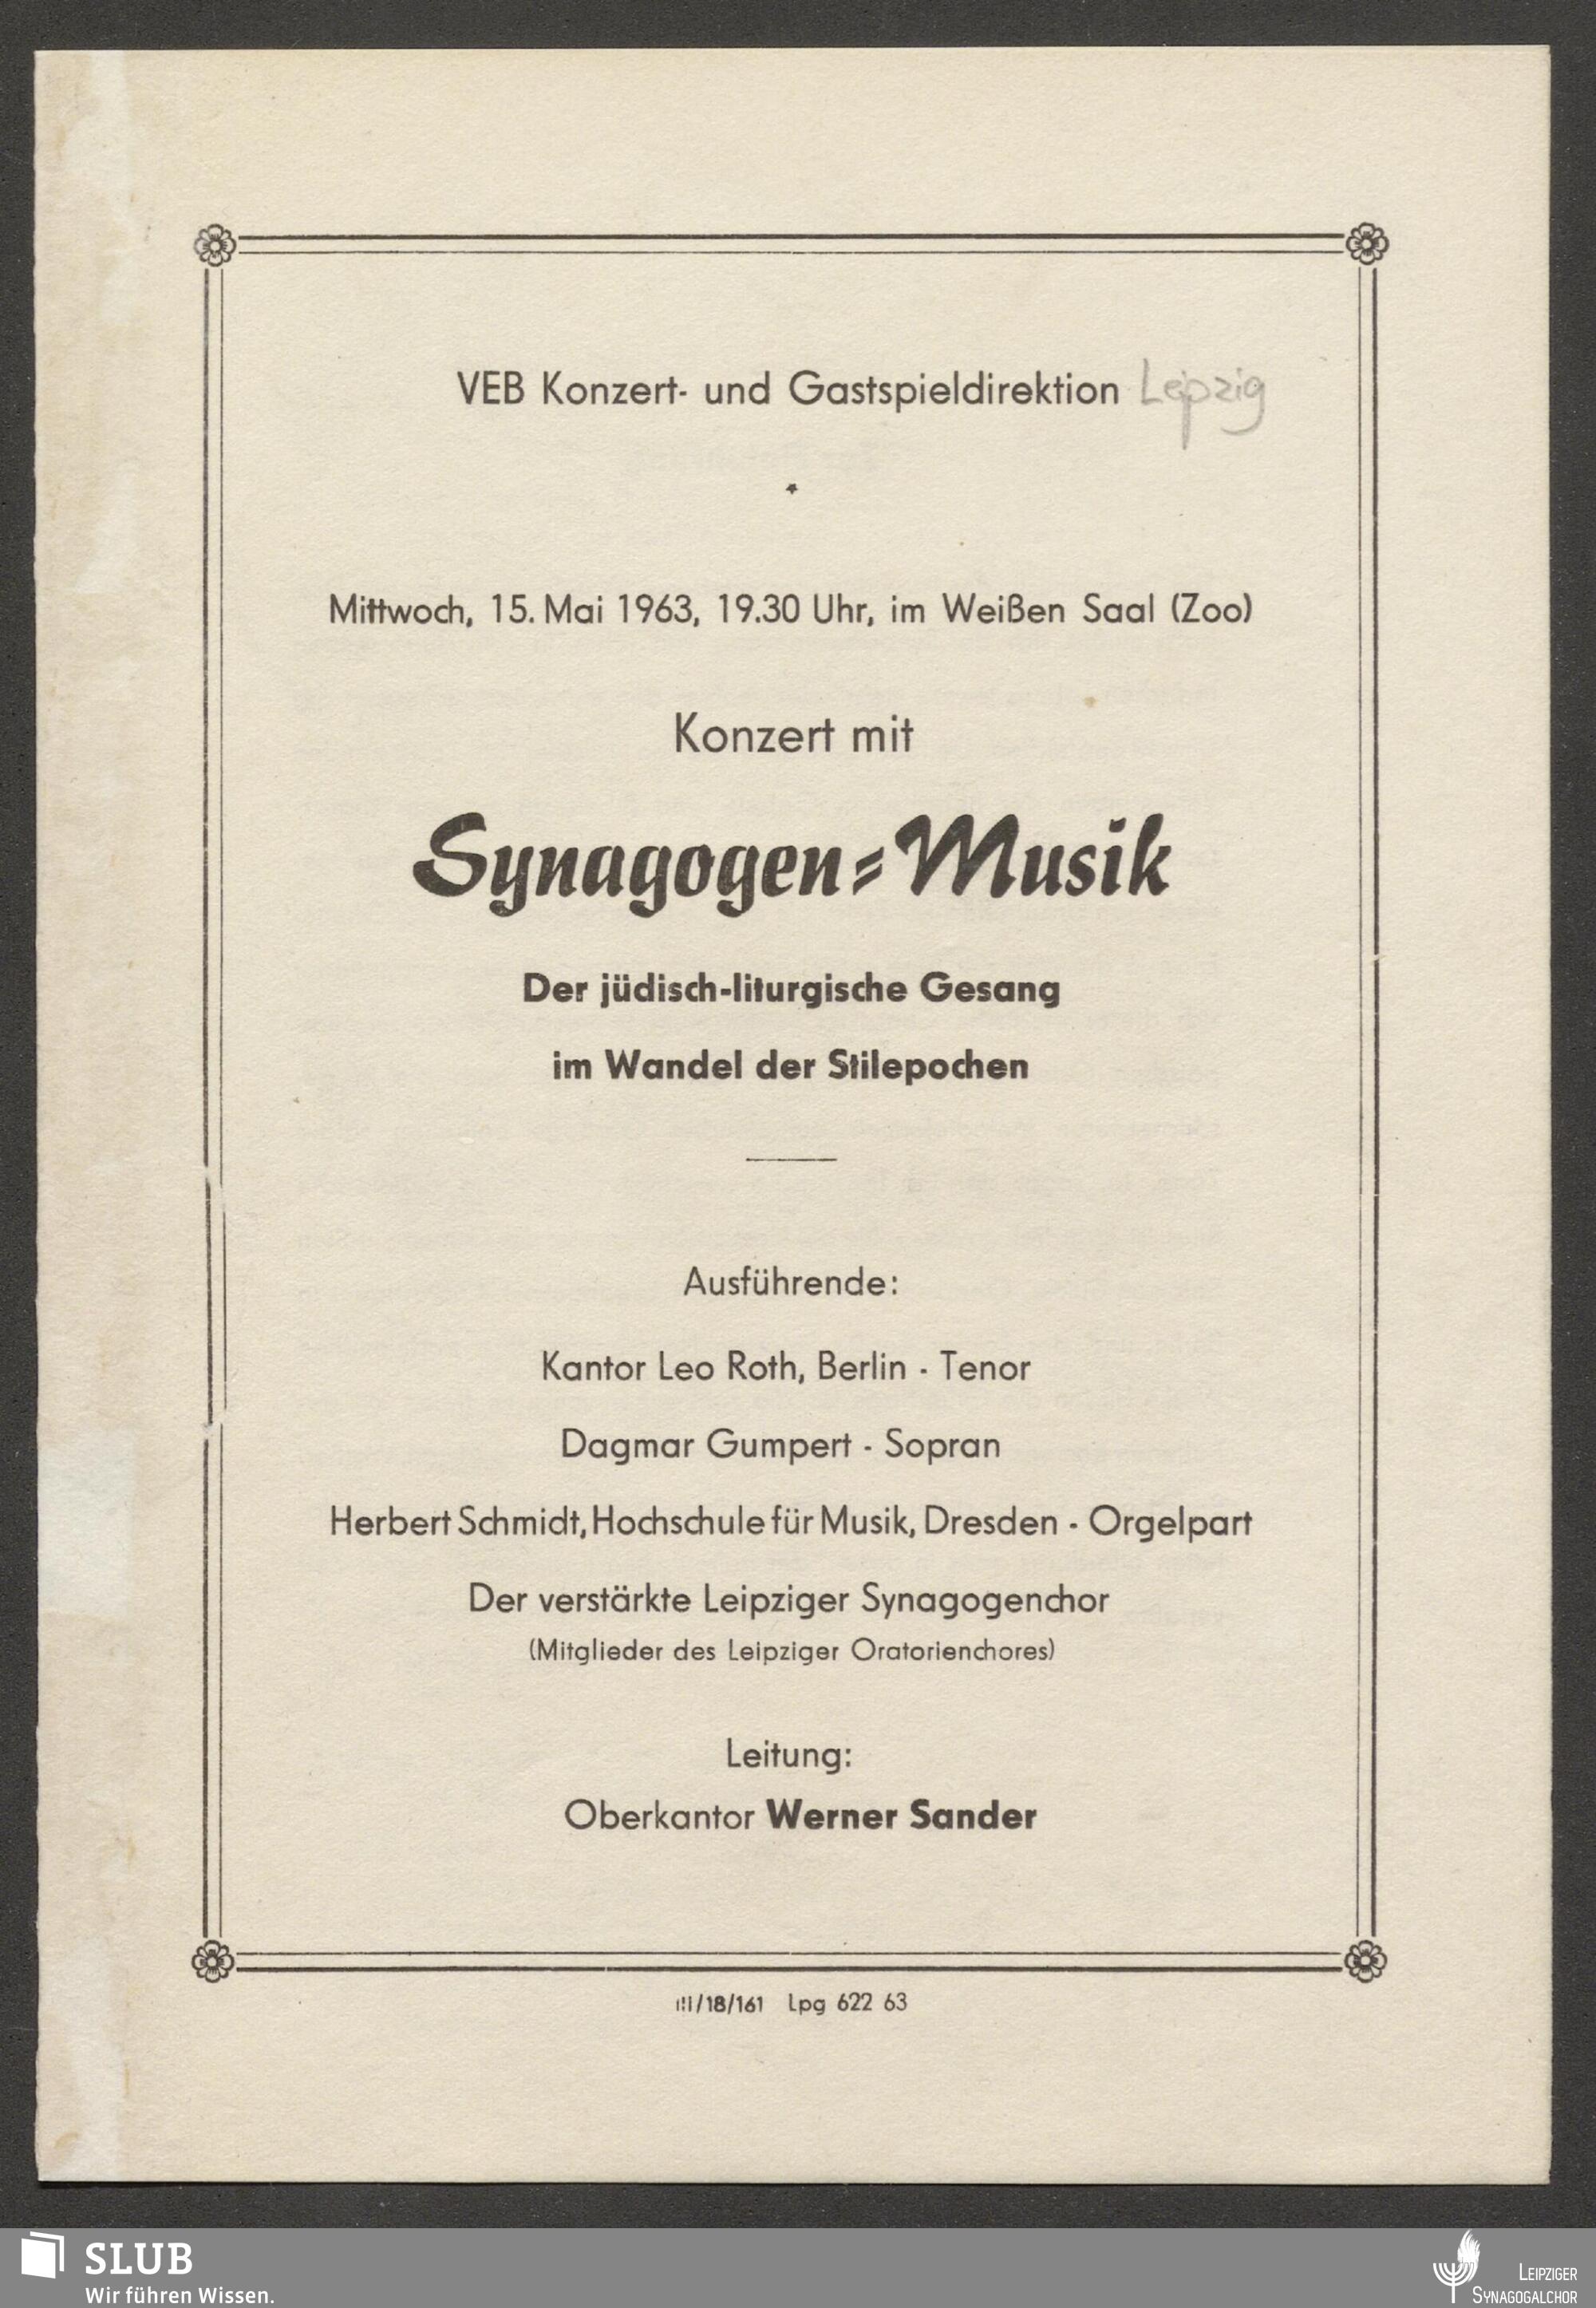 VEB Konzert- und Gastspieldirektion Leipzig
Mittwoch, 15. Mai 1963, 19.30 Uhr, im Weißen Saal (Zoo)
Konzert mit
Synagogen-Musik
Der jüdisch-liturgische Gesang
im Wandel der Stilepochen
Ausführende:
Kantor Leo Roth, Berlin - Tenor
Dagmar Gumpert - Sopran
Herbert Schmidt, Hochschule für Musik, Dresden - Orgelpart
Der verstärkte Leipziger Synagogenchor
(Mitglieder des Leipziger Oratorienchores)
Leitung:
Oberkantor Werner Sander
III/18/161 Lpg 622 63
SLUB
Wir führen Wissen.
LEIPZIGER
SYNAGOGALCHOR